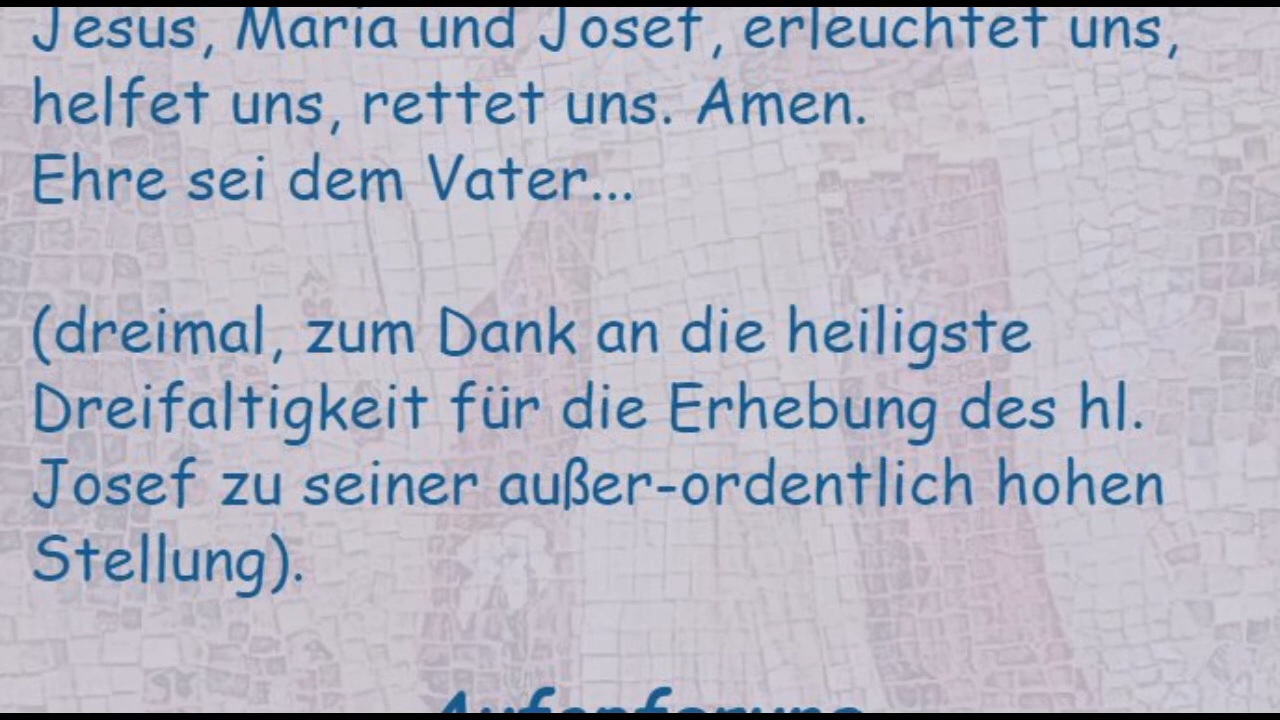 Jesus, Maria und Josef, erleuchtet uns,
helfet uns, rettet uns. Amen.
Ehre sei dem Vater...
(dreimal, zum Dank an die heiligste
Dreifaltigkeit für die Erhebung des hl.
Josef zu seiner außer-ordentlich hohen
Stellung).